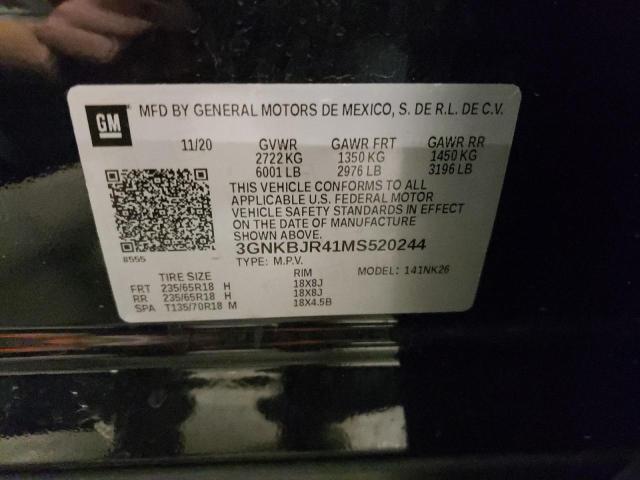 GM
MFD BY GENERAL MOTORS DE MEXICO, S. DE R.L. DE C.V.
11/20 GVWR GAWR FRT GAWR RR
2722 KG 1350 KG 1450 KG
6001 LB 2976 LB 3196 LB
THIS VEHICLE CONFORMS TO ALL
APPLICABLE U.S. FEDERAL MOTOR
VEHICLE SAFETY STANDARDS IN EFFECT
ON THE DATE OF MANUFACTURE
SHOWN ABOVE.
3GNKBJR41MS520244
8555 TYPE: M.P.V. MODEL: 141NK26
TIRE SIZE RIM
FRT 235/65R18 H 18X8J
RR 235/65R18 H 18X8J
SPA T135/70R18 M 18X4.5B